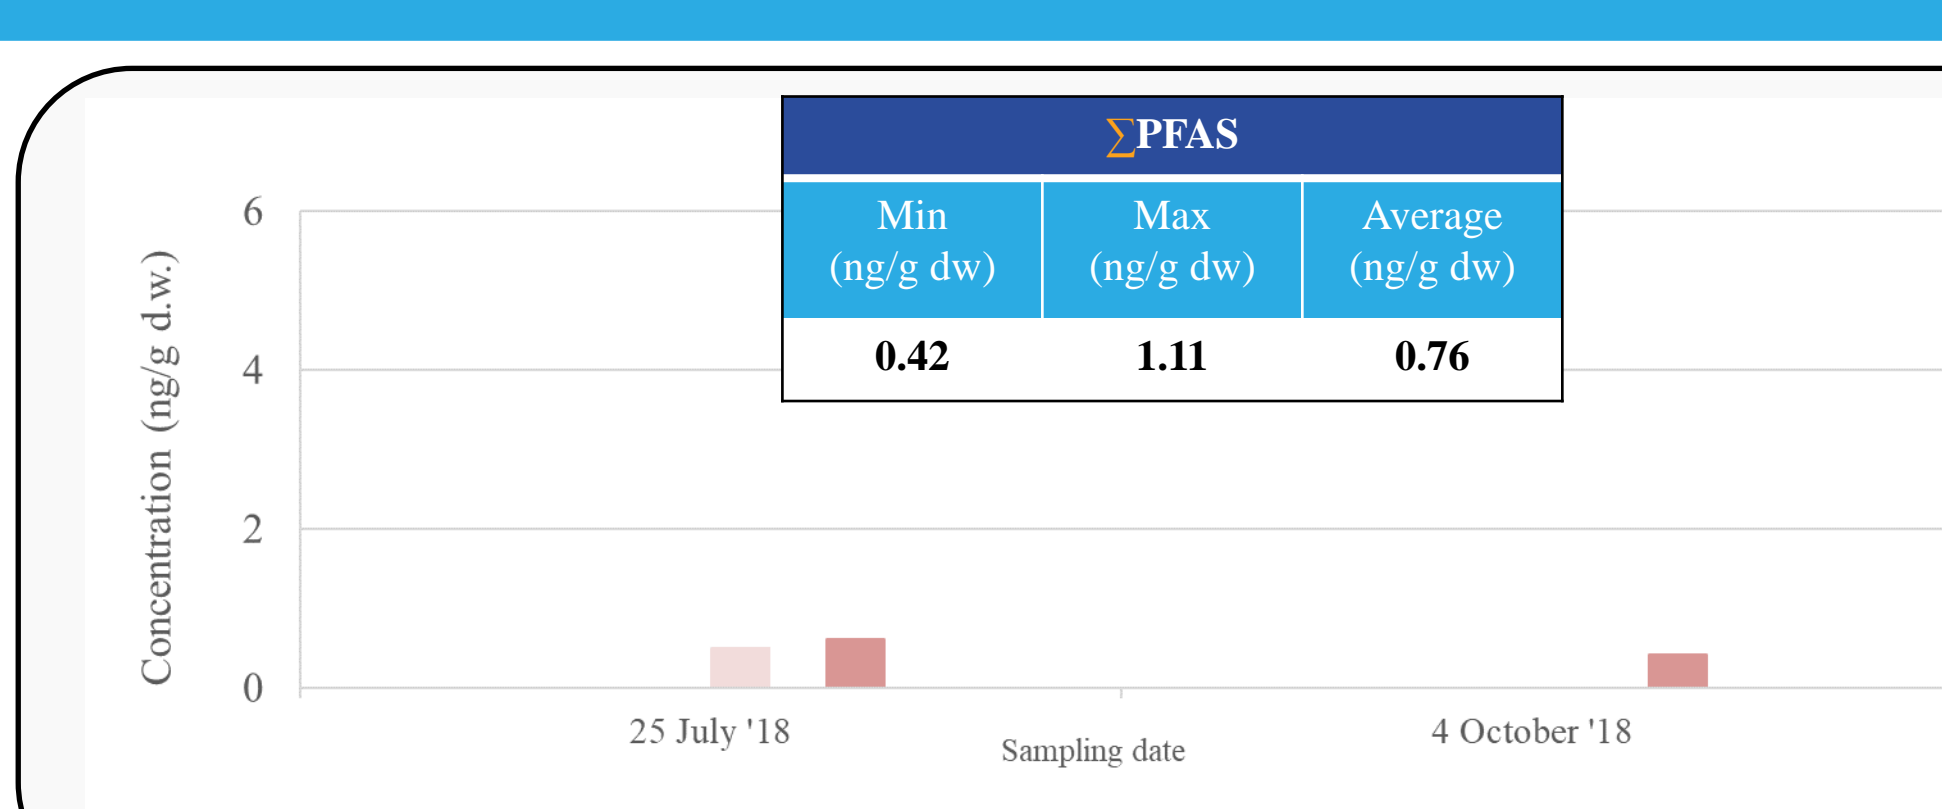 ∑PFAS
Min
(ng/g dw)
Max
(ng/g dw)
Average
(ng/g dw)
0.42
1.11
0.76
Concentration (ng/g d.w.)
6
4
2
0
25 July '18
4 October '18
Sampling date